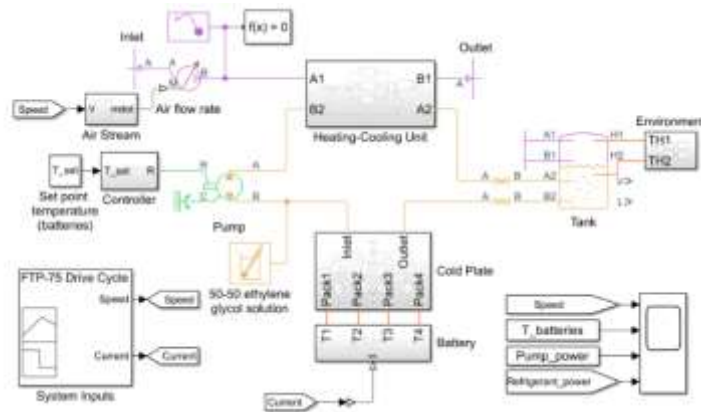 Inlet
f(x) = 0
Outlet
A
A
B
M
A1
B1
A
B2
A2
Speed
V
mdot
Air flow rate
Air Stream
Heating-Cooling Unit
Environment
A1
H1
TH1
B1
H2
TH2
T_set
T_set
R
R
A
A
B
A2
V
Set point
temperature
(batteries)
Controller
B
A
B
B2
L
Tank
Pump
Inlet
Outlet
Cold Plate
FTP-75 Drive Cycle
50-50 ethylene
glycol solution
Pack1
Pack2
Pack3
Pack4
Speed
Speed
T1
T2
T3
T4
Battery
Speed
T_batteries
Current
Current
Pump_power
System Inputs
Current
Refrigerant_power